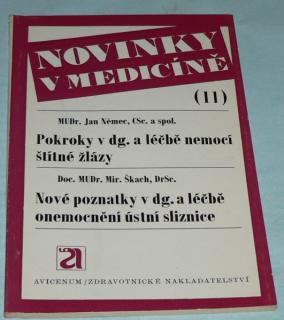 NOVINKY
V MEDICÍNĚ!
(11)
MUDr. Jan Němec, CSc. a spol.
Pokroky v dg. a léčbě nemocí
štítné žlázy
Doc. MUDr. Mir. Škach, DrSc.
Nové poznatky v dg. a léčbě
onemocnění ústní sliznice
AVICENUM/ZDRAVOTNICKÉ NAKLADATELSTVÍ